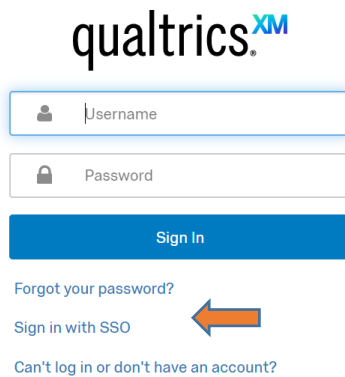 qualtrics.XM
Username
Password
Sign In
Forgot your password?
Sign in with SSO
Can't log in or don't have an account?